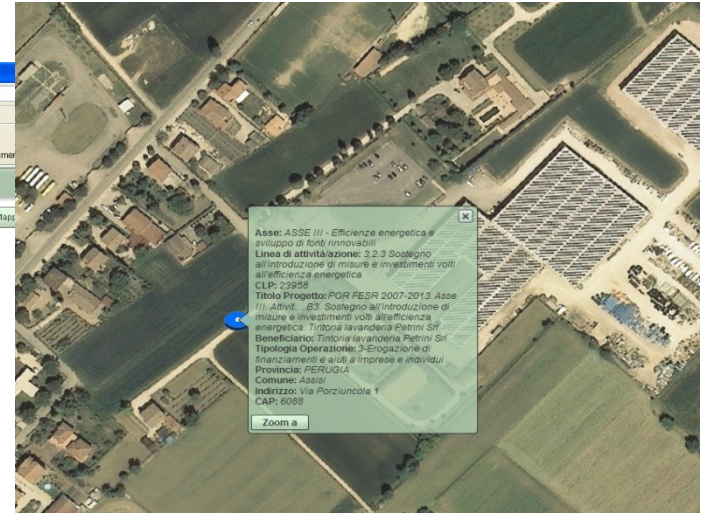 umer
Mapp
x
Asse: ASSE III - Efficienze energetica e
sviluppo di fonti rinnovabili
Linea di attività/azione: 3.2.3 Sostegno
all'introduzione di misure e investimenti volti
all'efficienza energetica
CLP: 23958
Titolo Progetto: POR FESR 2007-2013. Asse
III. Attivit... B3. Sostegno all'introduzione di
misure e investimenti volti all'efficienza
energetica. Tintoria lavanderia Petrini Srl
Beneficiario: Tintoria lavanderia Petrini Srl
Tipologia Operazione: 3-Erogazione di
finanziamenti e aiuti a imprese e individui
Provincia: PERUGIA
Comune: Assisi
Indirizzo: Via Porziuncola 1
CAP: 6088
Zoom a